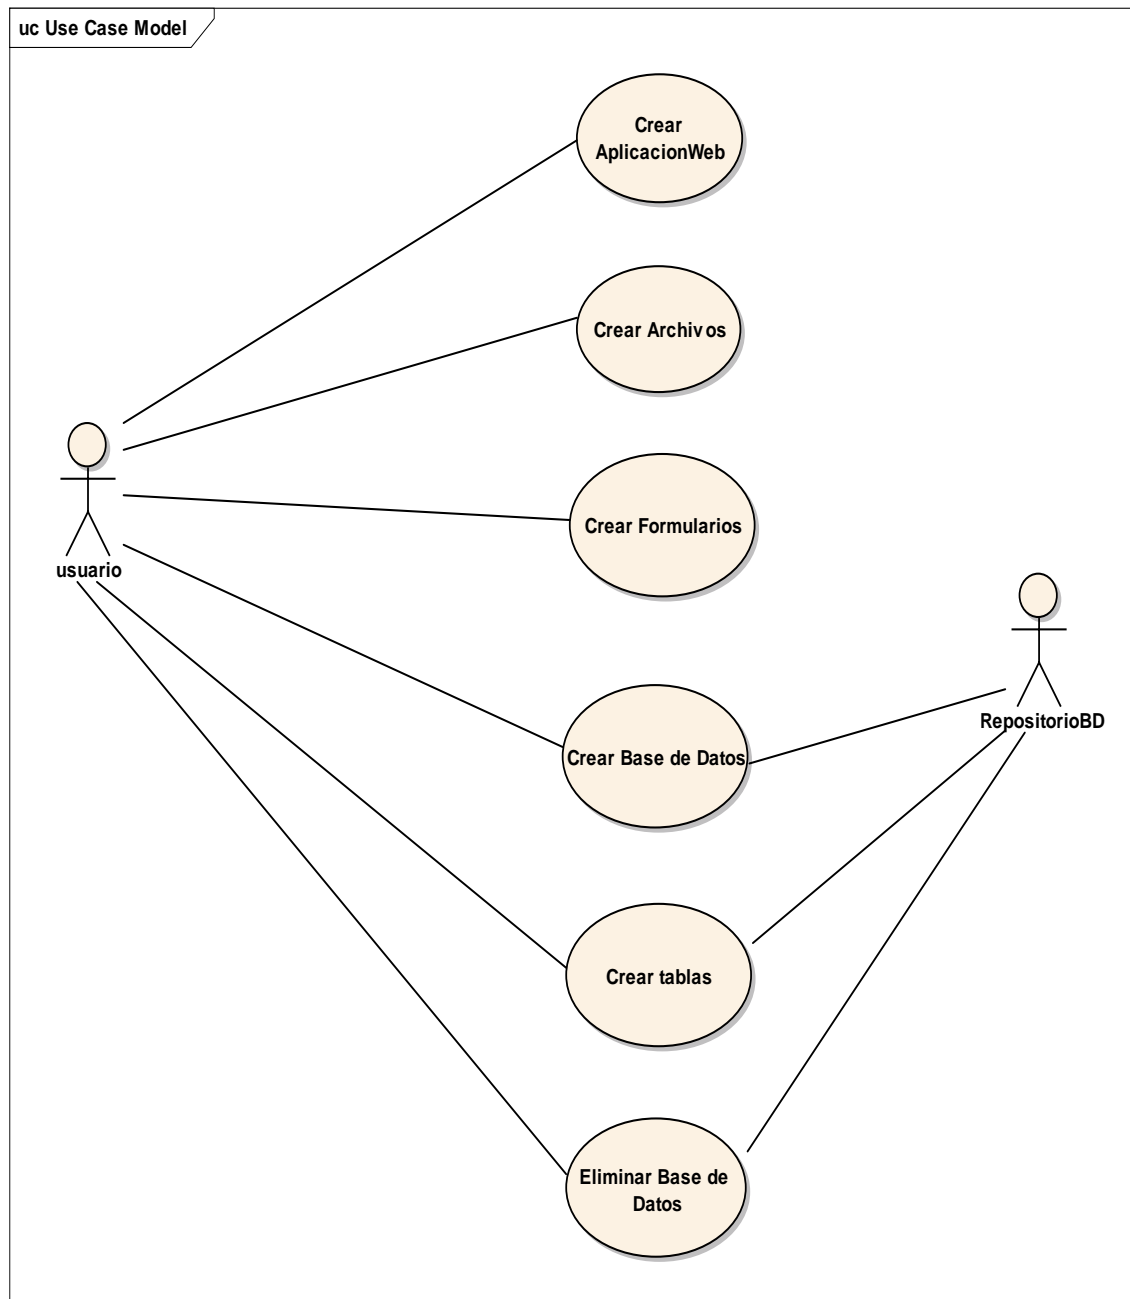 uc Use Case Model
Crear
AplicacionWeb
Crear Archivos
Crear Formularios
usuario
RepositorioBD
Crear Base de Datos
Crear tablas
Eliminar Base de
Datos